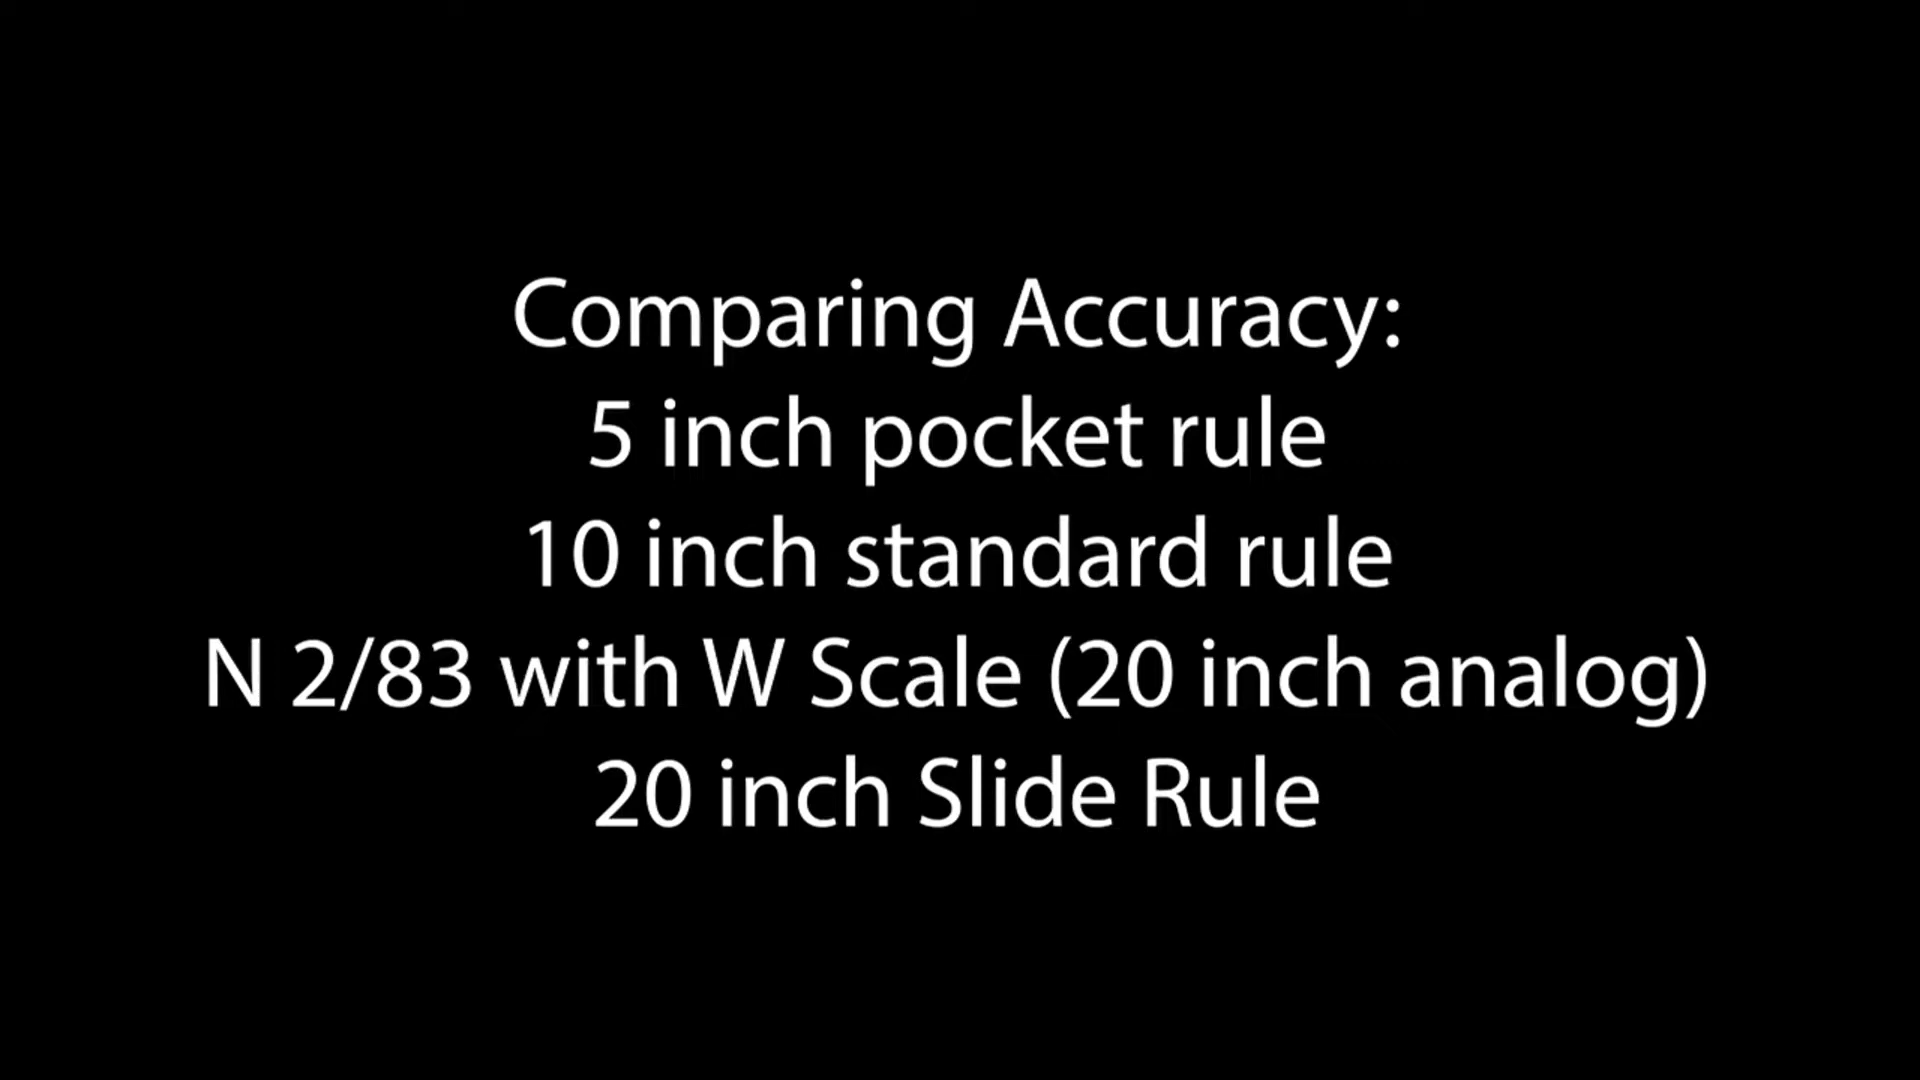 Comparing Accuracy:
5 inch pocket rule
10 inch standard rule
N 2/83 with W Scale (20 inch analog)
20 inch Slide Rule